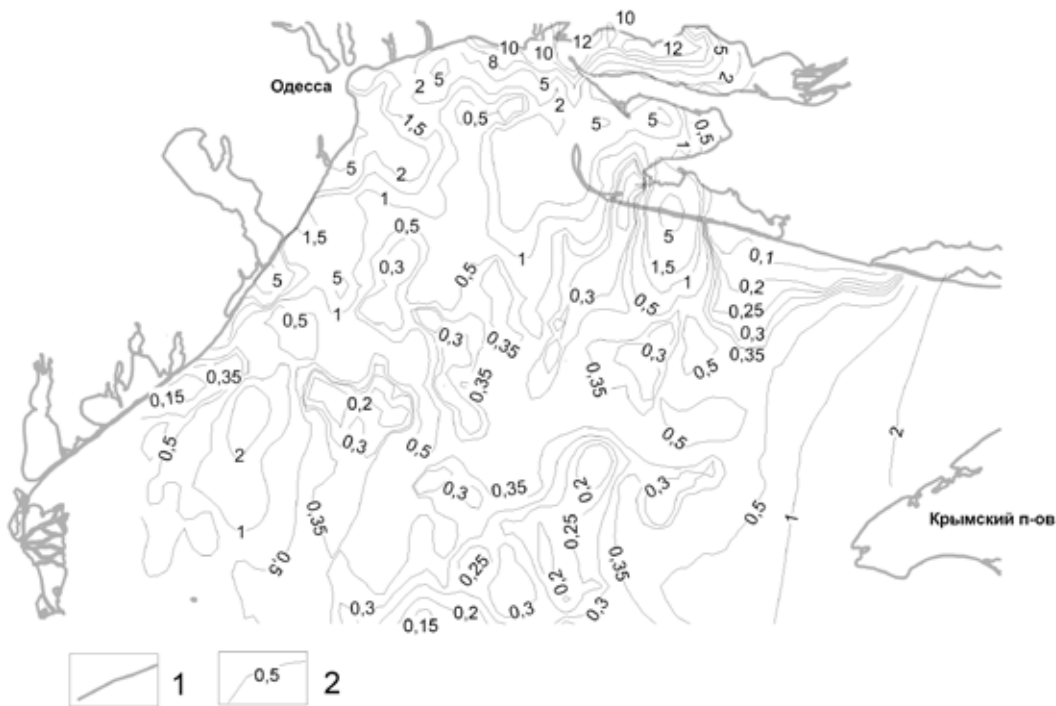 10
10 10 12 12 5
8
2 5 5 2
Одесса
2
0,5
1,5 5 0,5
1
5 2
1
0,5
1,5 5
0,3 1 0,1
0,5 1,5
5 5 1 0,2
0,3 0,5 0,25
0,5 1
0,3 0,35 0,3
0,3 0,35
0,35 0,5
0,15 0,35 0,35
0,2
2
0,5 0,3 0,5 0,5
2
0,3 0,35 0,2 0,3
0,35 0,5 1
Крымский п-ов
1 0,25
0,5 0,25 0,2 0,35
0,3 0,2 0,3 0,3
0,15
1
0,5 2